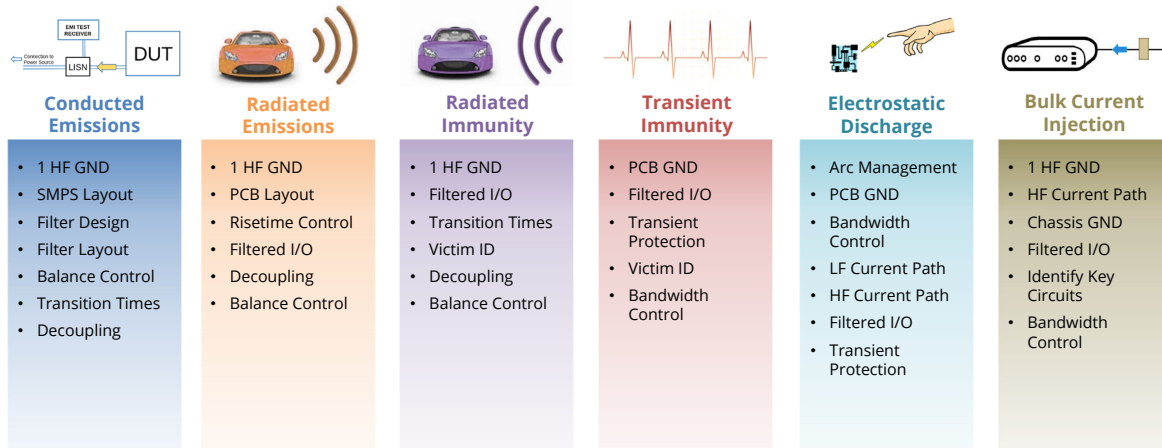 EMI TEST
RECEIVER
Connection to
Power Source
LISN
DUT
Conducted
Emissions
• 1 HF GND
• SMPS Layout
• Filter Design
• Filter Layout
• Balance Control
• Transition Times
• Decoupling
Radiated
Emissions
• 1 HF GND
• PCB Layout
• Risetime Control
• Filtered I/O
• Decoupling
• Balance Control
Radiated
Immunity
• 1 HF GND
• Filtered I/O
• Transition Times
• Victim ID
• Decoupling
• Balance Control
Transient
Immunity
• PCB GND
• Filtered I/O
• Transient
Protection
• Victim ID
• Bandwidth
Control
Electrostatic
Discharge
• Arc Management
• PCB GND
• Bandwidth
Control
• LF Current Path
• HF Current Path
• Filtered I/O
• Transient
Protection
Bulk Current
Injection
• 1 HF GND
• HF Current Path
• Chassis GND
• Filtered I/O
• Identify Key
Circuits
• Bandwidth
Control